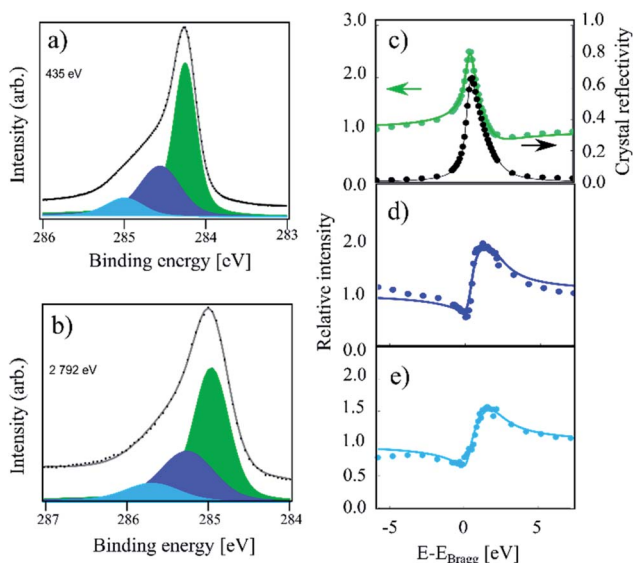 a)
435 eV
Intensity (arb.)
286 285 284 283
Binding energy [eV]
b)
2 792 eV
Intensity (arb.)
287 286 285 284
Binding energy [eV]
c)
3.0
2.0
1.0
0.0
1.0
0.8
0.6
0.4
0.2
0.0
Crystal reflectivity
d)
2.0
1.0
0.0
Relative intensity
e)
1.5
1.0
0.5
0.0
-5 0 5
E-EBragg [eV]